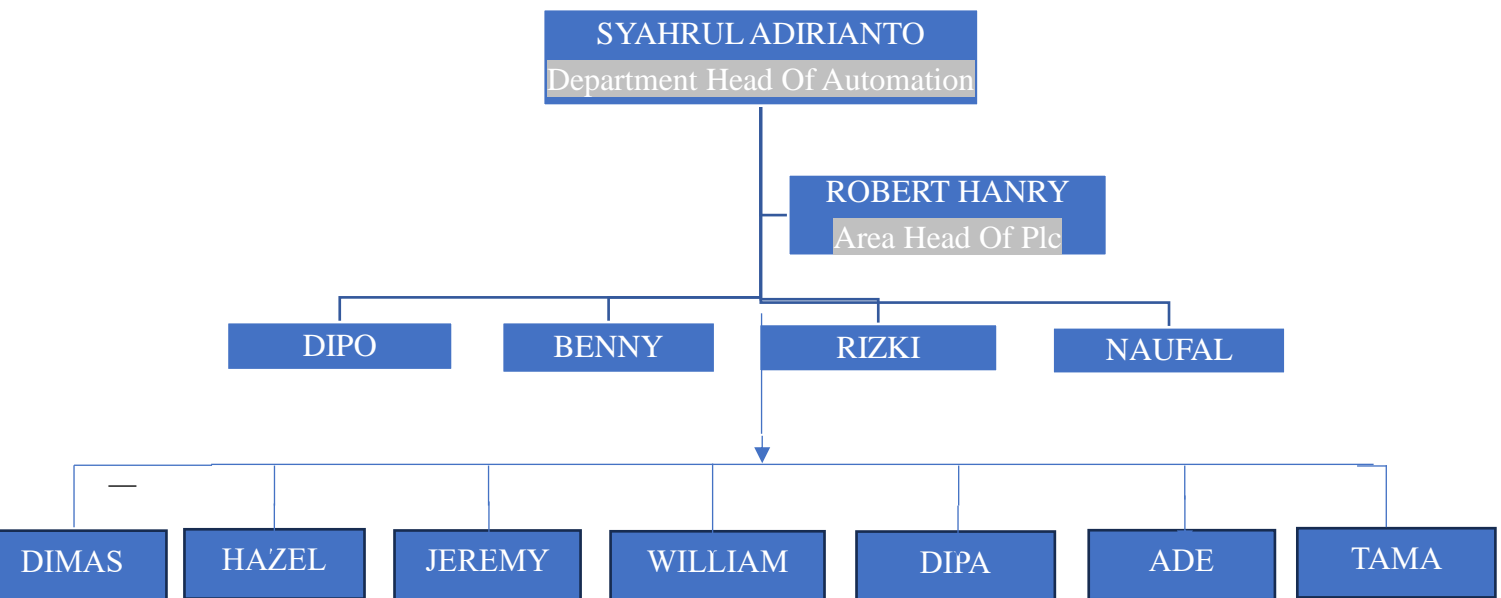 SYAHRUL ADIRIANTO
Department Head Of Automation
ROBERT HANRY
Area Head Of Plc
DIPO
BENNY
RIZKI
NAUFAL
DIMAS
HAZEL
JEREMY
WILLIAM
DIPA
ADE
TAMA